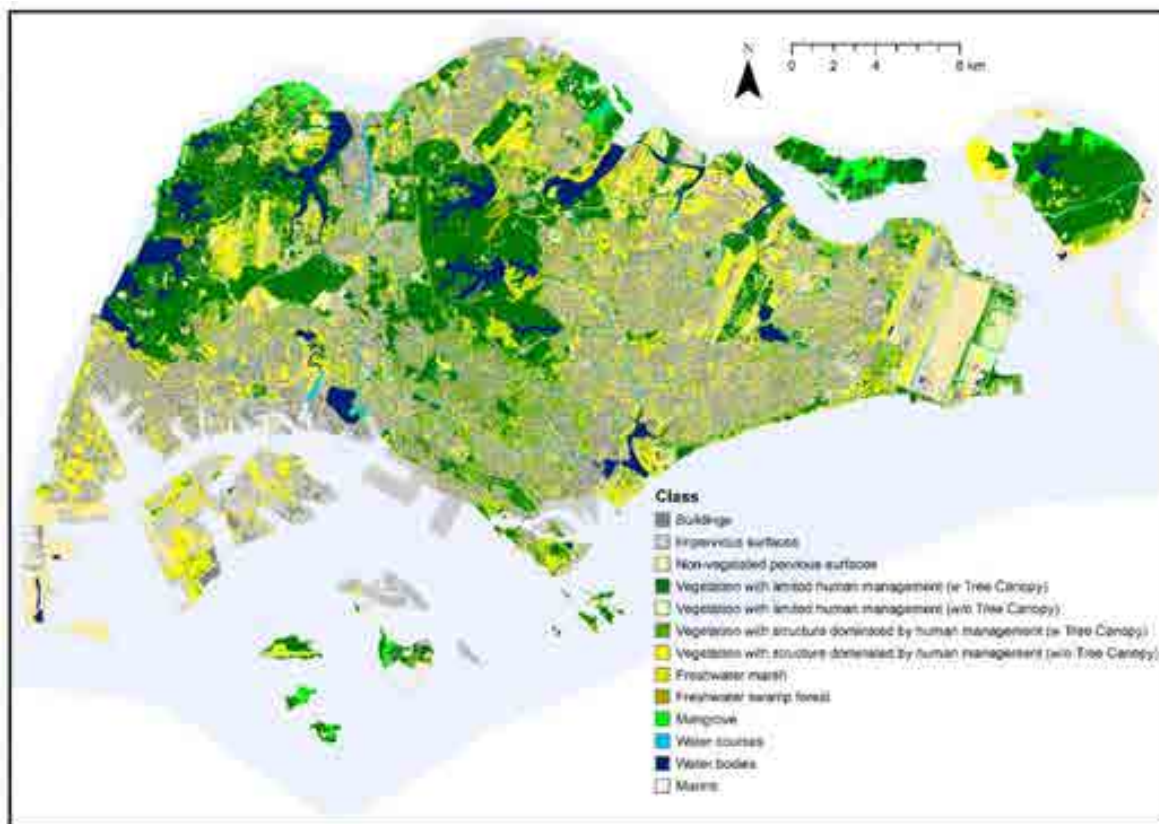 N
0 2 4 8 km
Class
Buildings
Impervious surfaces
Non-vegetated pervious surfaces
Vegetation with limited human management (w Tree Canopy)
Vegetation with limited human management (w/o Tree Canopy)
Vegetation with structure dominated by human management (w Tree Canopy)
Vegetation with structure dominated by human management (w/o Tree Canopy)
Freshwater marsh
Freshwater swamp forest
Mangrove
Water courses
Water bodies
Marine